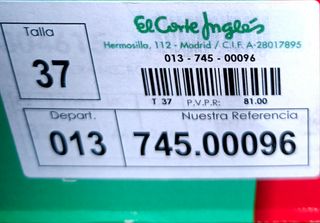 Talla
37
El Corte Inglés
Hermosilla, 112 - Madrid / C.I.F. A-28017895
013 - 745 - 00096
T 37 P.V.P.R: 81.00
Depart.
013
Nuestra Referencia
745.00096